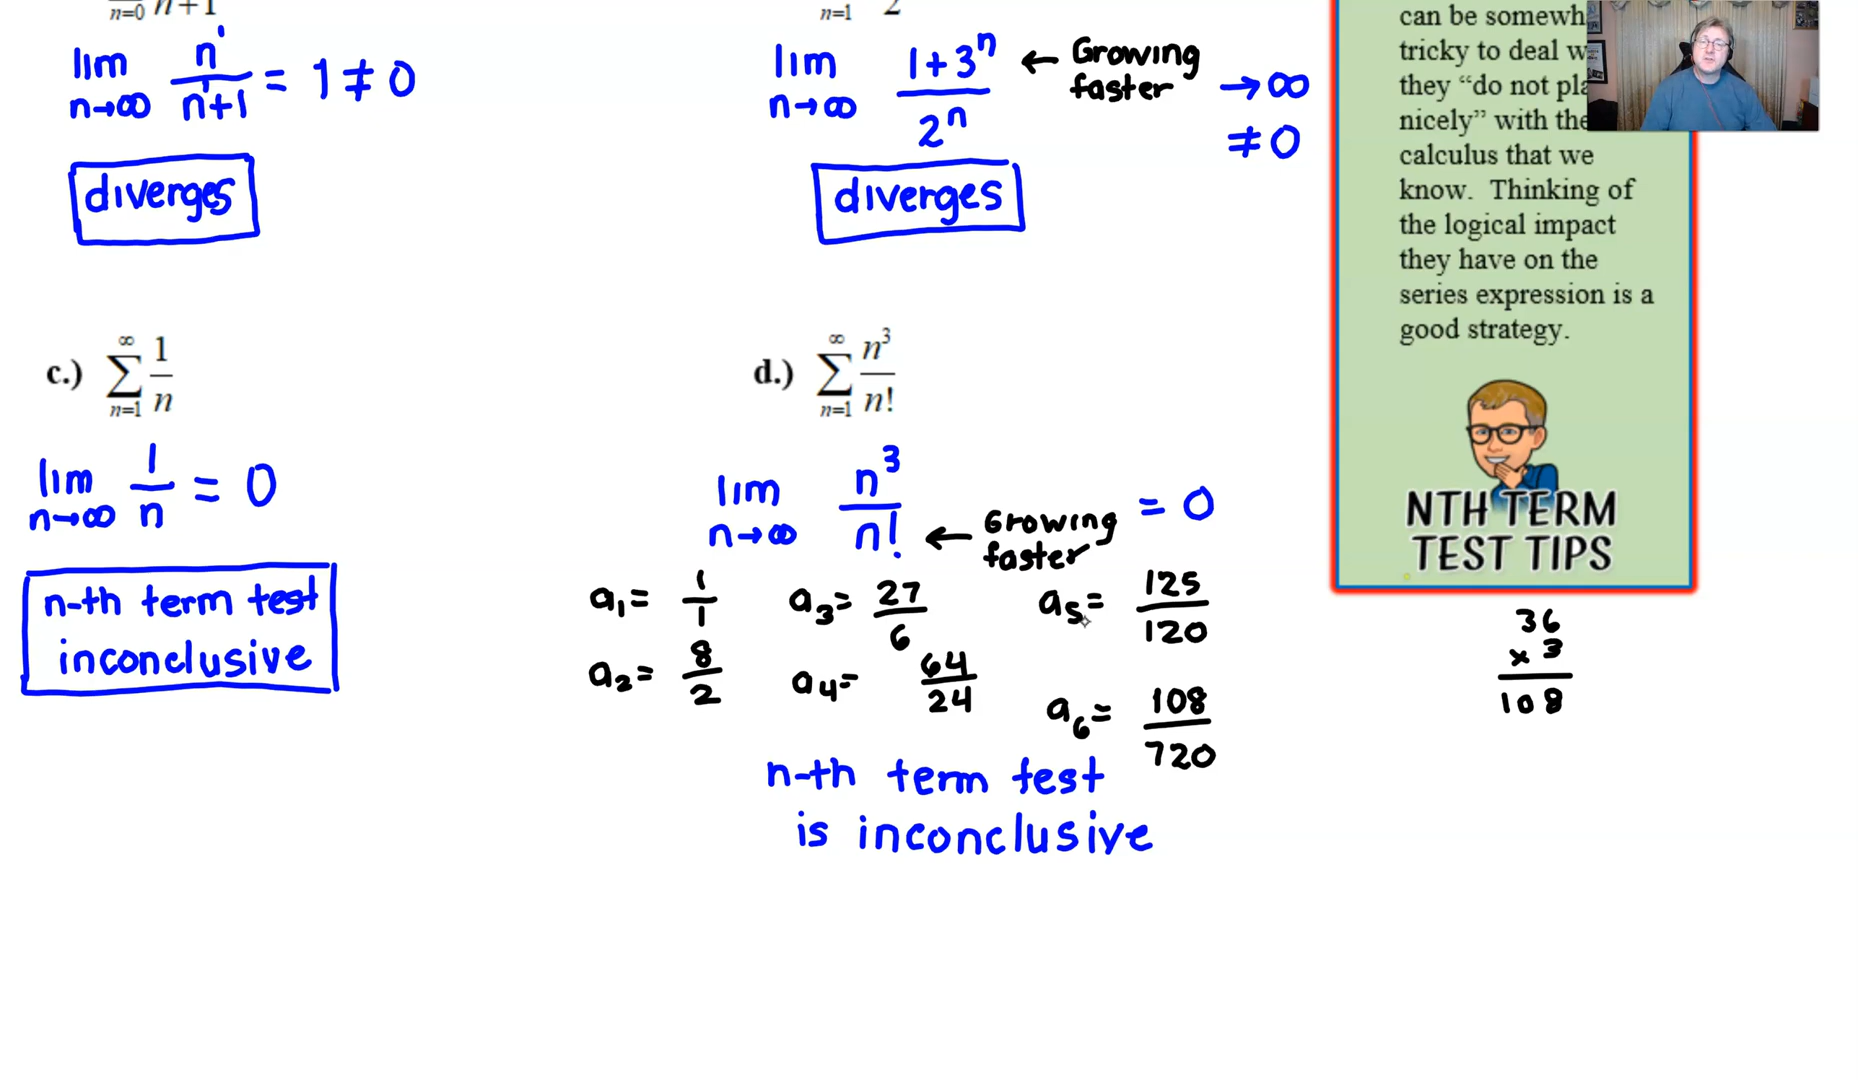 n=0 n+1
n=1 2
lim n→∞ n¹/n¹+1 = 1 ≠ 0
diverges
lim n→∞ 1+3ⁿ/2ⁿ ← Growing faster → ∞
≠ 0
diverges
can be somewh
tricky to deal w
they “do not pla
nicely” with the
calculus that we
know. Thinking of
the logical impact
they have on the
series expression is a
good strategy.
NTH TERM
TEST TIPS
c.) ∞ ∑ n=1 1/n
lim n→∞ 1/n = 0
n-th term test
inconclusive
d.) ∞ ∑ n=1 n³/n!
lim n→∞ n³/n! ← Growing faster = 0
a₁= 1/1 a₃= 27/6 a₅= 125/120
a₂= 8/2 a₄= 64/24 a₆= 108/720
n-th term test
is inconclusive
36
x 3
108